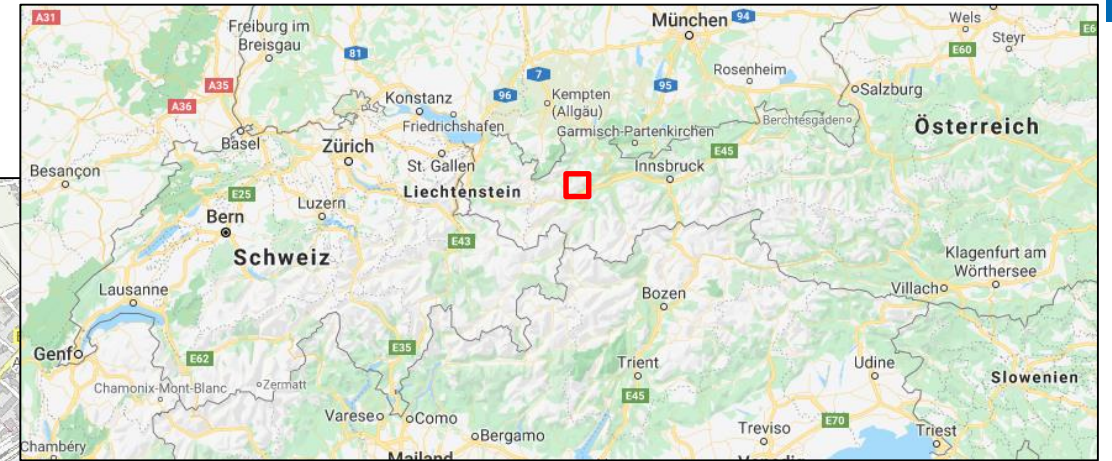 A31
Freiburg im
Breisgau
München
94
Wels
Steyr
E60
E6
81
7
Rosenheim
A35
A36
Konstanz
96
Kempten
(Allgäu)
95
Salzburg
Friedrichshafen
Garmisch-Partenkirchen
Berchtesgaden
Österreich
Basel
Zürich
E45
Besançon
St. Gallen
Innsbruck
E25
Luzern
Liechtenstein
Bern
E43
Schweiz
Klagenfurt am
Wörthersee
Lausanne
Bozen
Villach
Genf
E62
E35
Trient
Udine
Slowenien
Chamonix-Mont-Blanc
Zermatt
E45
Varese
Como
Treviso
E70
Triest
Bergamo
Chambéry
Mailand